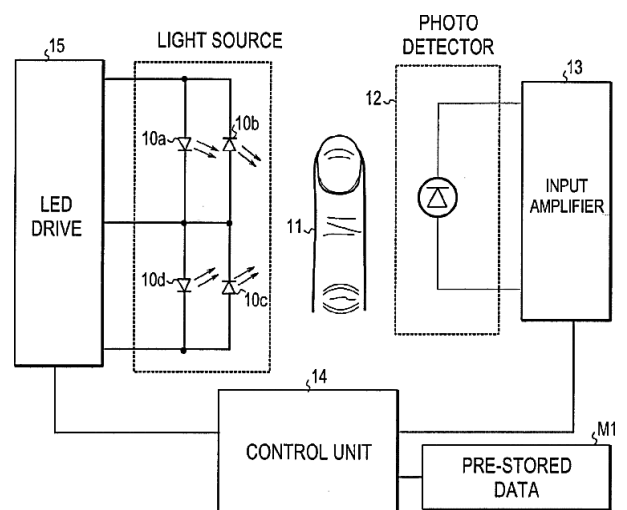 15
LIGHT SOURCE
PHOTO
DETECTOR
13
12
10a
10b
LED
DRIVE
11
INPUT
AMPLIFIER
10d
10c
14
CONTROL UNIT
M1
PRE-STORED
DATA